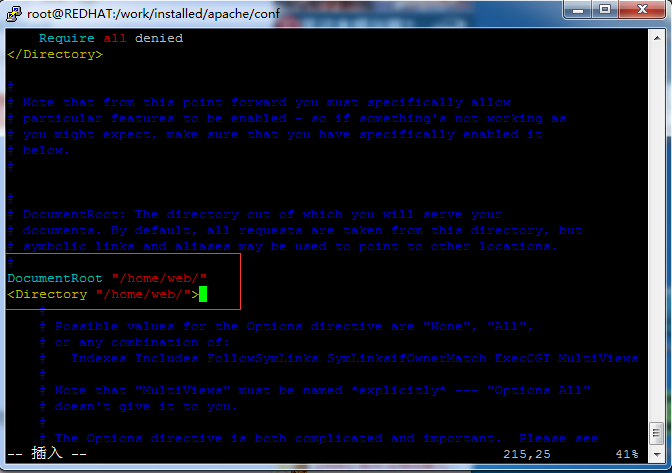 root@REDHAT:/work/installed/apache/conf
Require all denied
</Directory>
#
# Note that from this point forward you must specifically allow
# particular features to be enabled - so if something's not working as
# you might expect, make sure that you have specifically enabled it
# below.
#
#
# DocumentRoot: The directory out of which you will serve your
# documents. By default, all requests are taken from this directory, but
# symbolic links and aliases may be used to point to other locations.
#
DocumentRoot "/home/web/"
<Directory "/home/web/">
#
# Possible values for the Options directive are "None", "All",
# or any combination of:
#   Indexes Includes FollowSymLinks SymLinksifOwnerMatch ExecCGI MultiViews
#
# Note that "MultiViews" must be named *explicitly* --- "Options All"
# doesn't give it to you.
#
# The Options directive is both complicated and important.  Please see
-- 插入 -- 215,25 41%